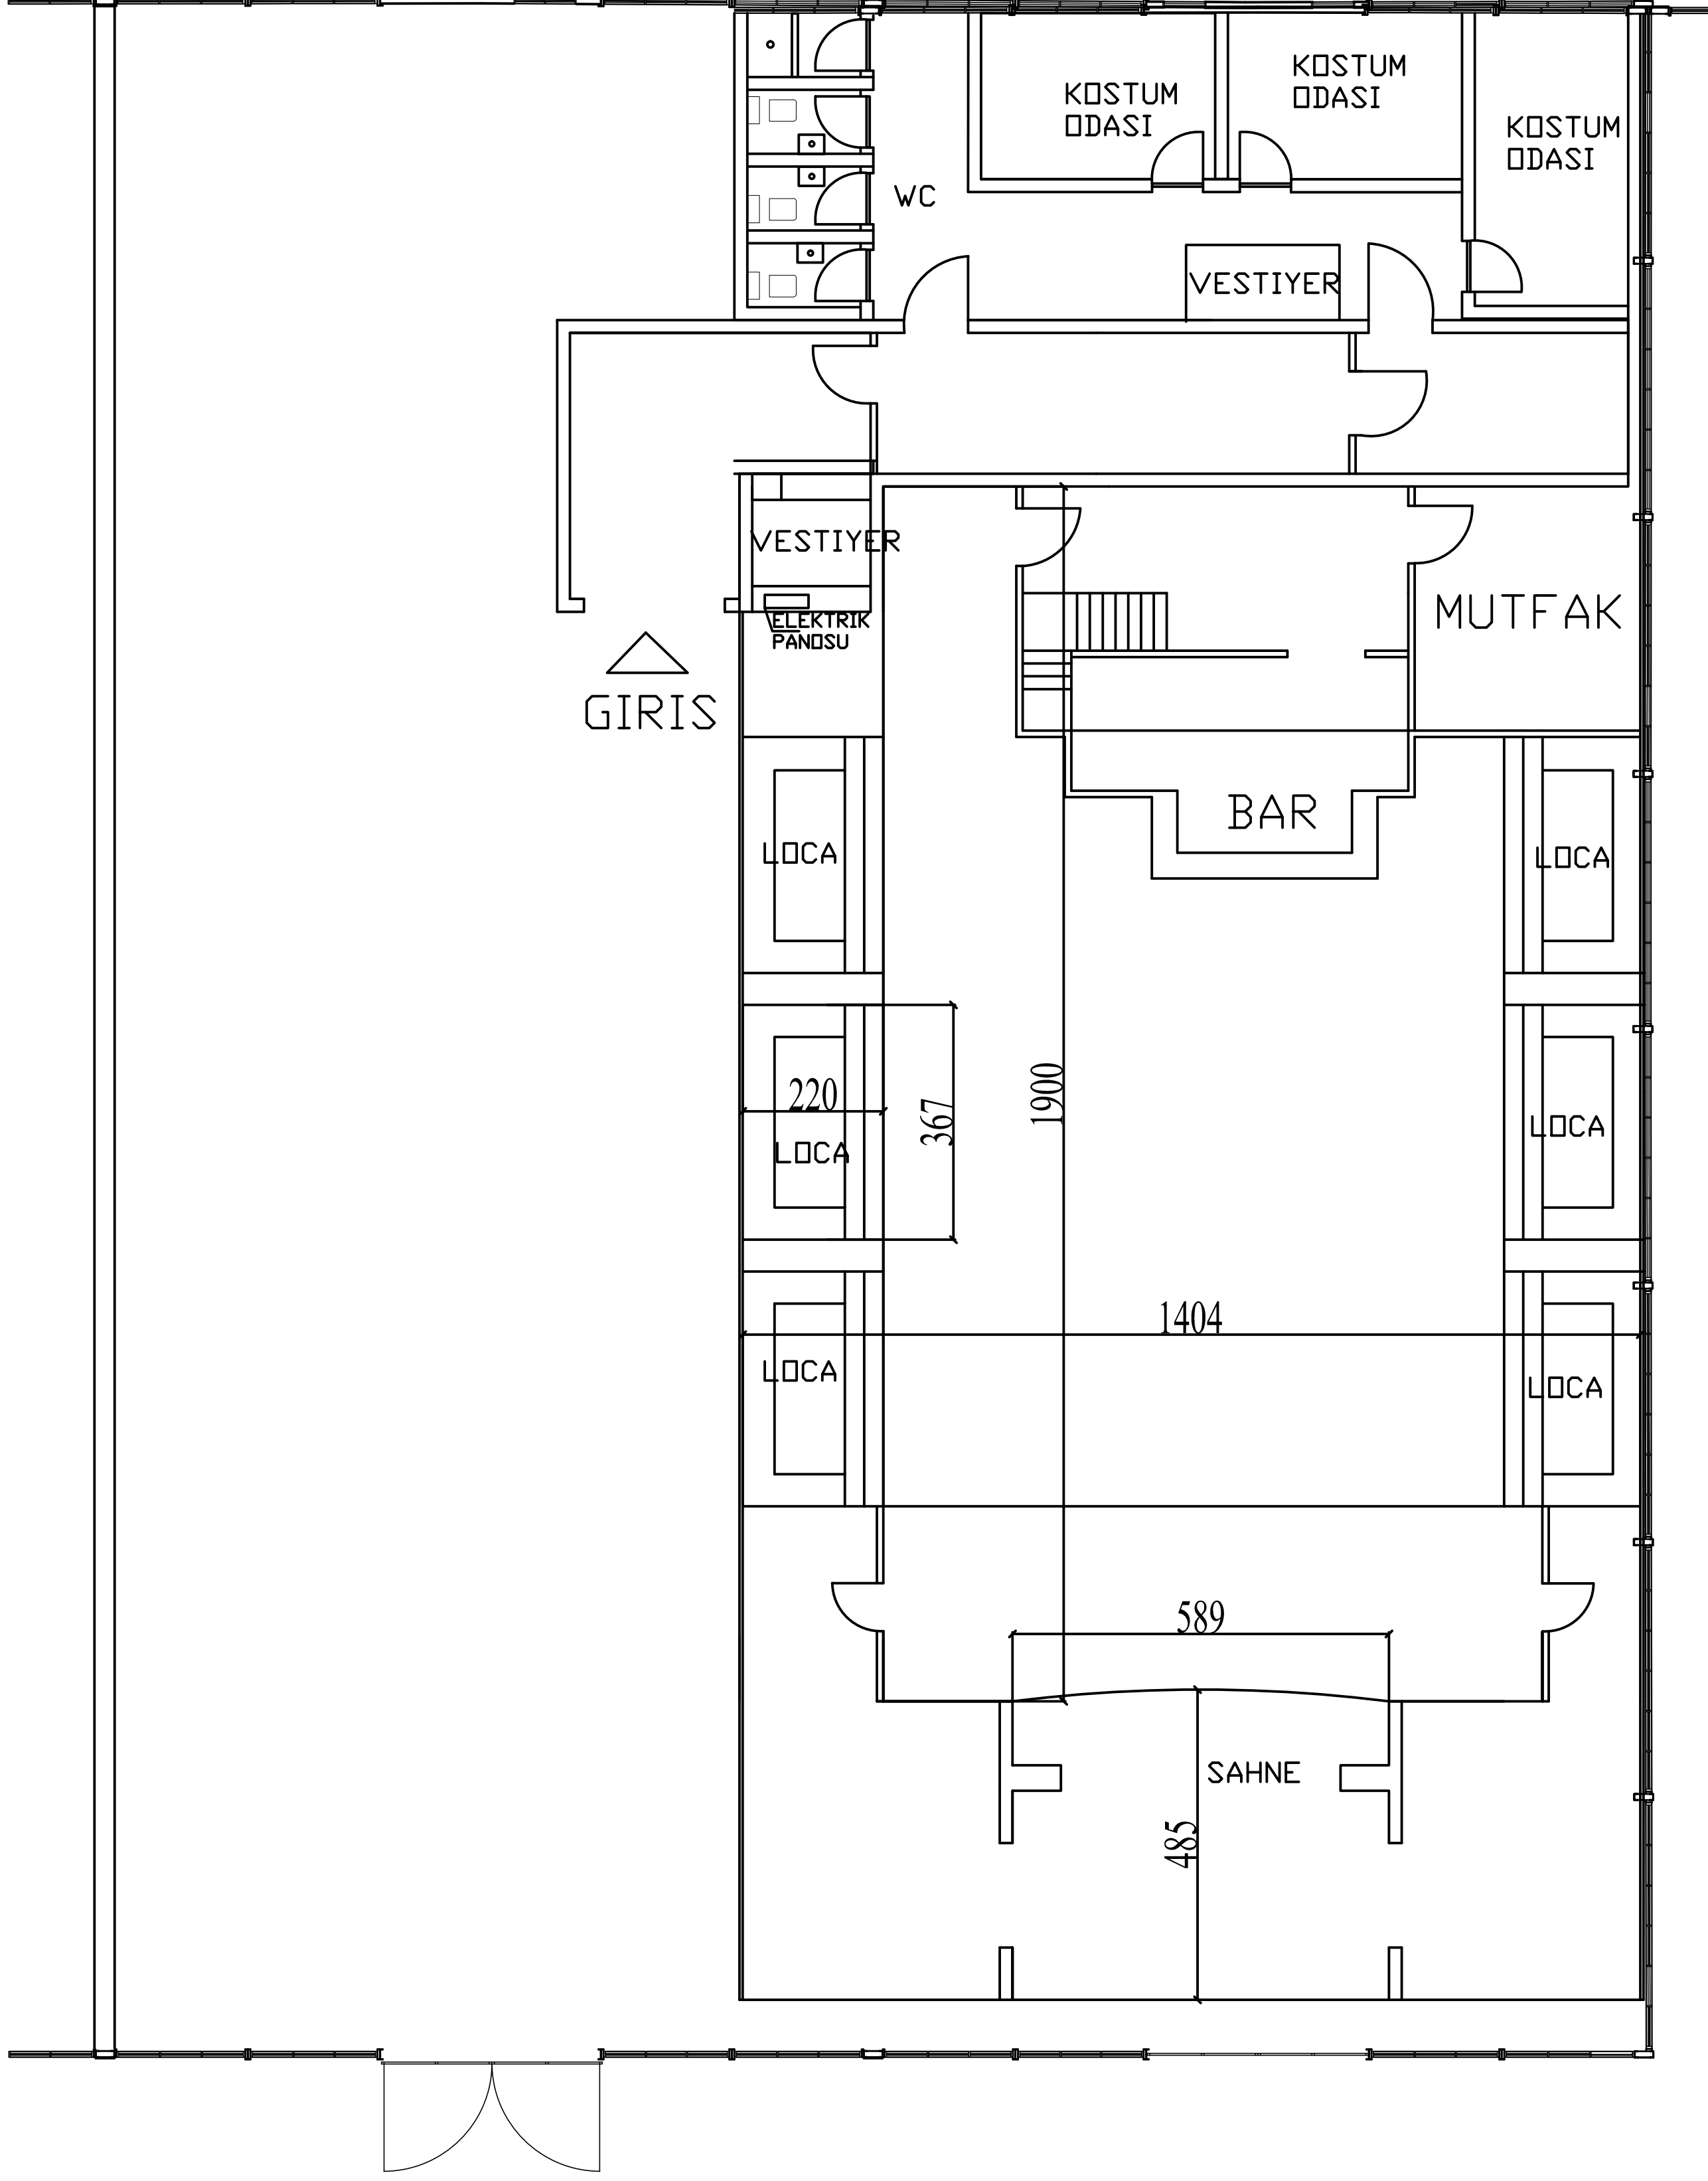 KOSTUM
ODASI
KOSTUM
ODASI
KOSTUM
ODASI
WC
VESTIYER
VESTIYER
ELEKTRIK
PANOSU
MUTFAK
GIRIS
BAR
LOCA
LOCA
220
367
1900
LOCA
LOCA
1404
LOCA
LOCA
589
SAHNE
485